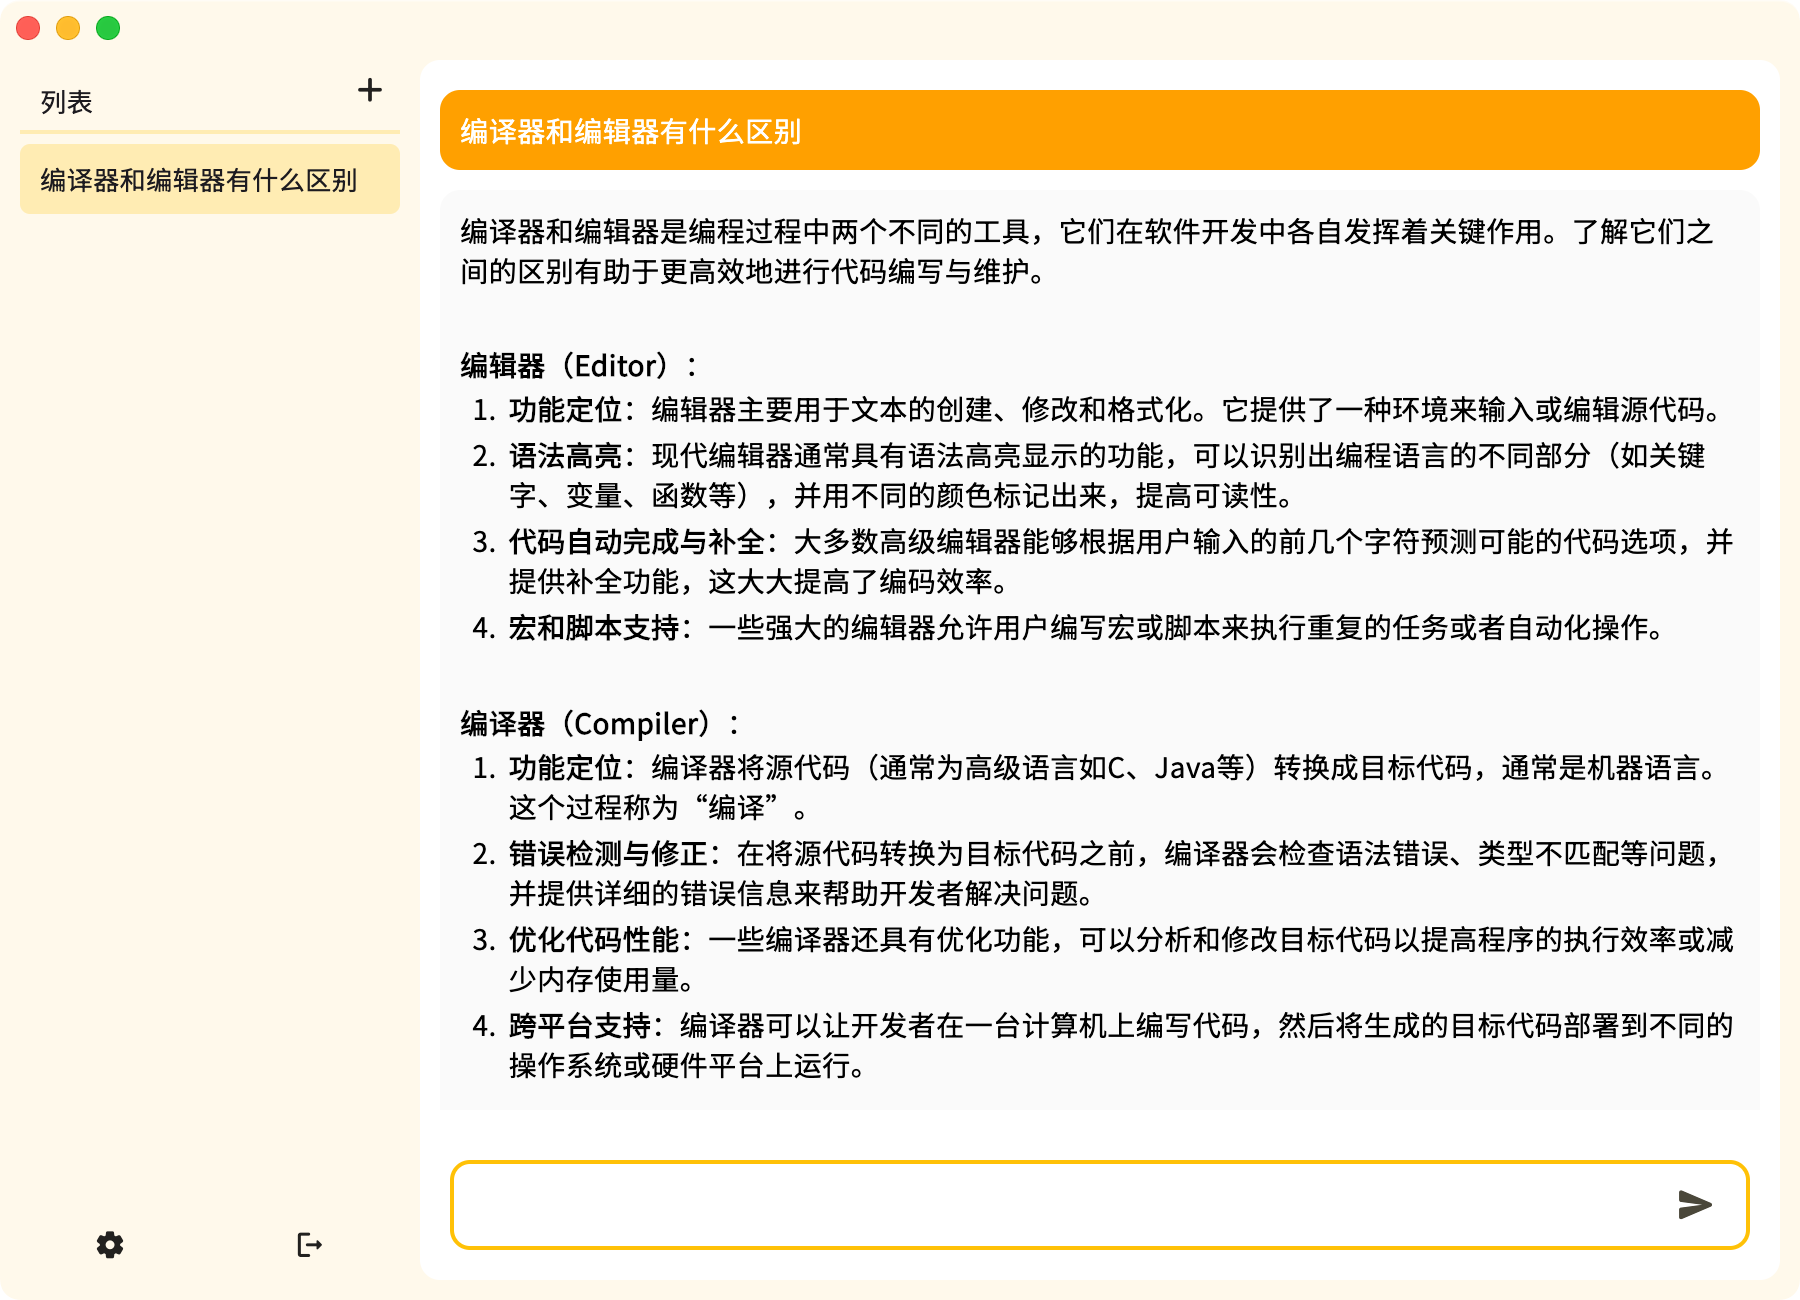 列表
编译器和编辑器有什么区别
编译器和编辑器有什么区别
编译器和编辑器是编程过程中两个不同的工具，它们在软件开发中各自发挥着关键作用。了解它们之
间的区别有助于更高效地进行代码编写与维护。
编辑器（Editor）：
1. 功能定位：编辑器主要用于文本的创建、修改和格式化。它提供了一种环境来输入或编辑源代码。
2. 语法高亮：现代编辑器通常具有语法高亮显示的功能，可以识别出编程语言的不同部分（如关键
字、变量、函数等），并用不同的颜色标记出来，提高可读性。
3. 代码自动完成与补全：大多数高级编辑器能够根据用户输入的前几个字符预测可能的代码选项，并
提供补全功能，这大大提高了编码效率。
4. 宏和脚本支持：一些强大的编辑器允许用户编写宏或脚本来执行重复的任务或者自动化操作。
编译器（Compiler）：
1. 功能定位：编译器将源代码（通常为高级语言如C、Java等）转换成目标代码，通常是机器语言。
这个过程称为“编译”。
2. 错误检测与修正：在将源代码转换为目标代码之前，编译器会检查语法错误、类型不匹配等问题，
并提供详细的错误信息来帮助开发者解决问题。
3. 优化代码性能：一些编译器还具有优化功能，可以分析和修改目标代码以提高程序的执行效率或减
少内存使用量。
4. 跨平台支持：编译器可以让开发者在一台计算机上编写代码，然后将生成的目标代码部署到不同的
操作系统或硬件平台上运行。